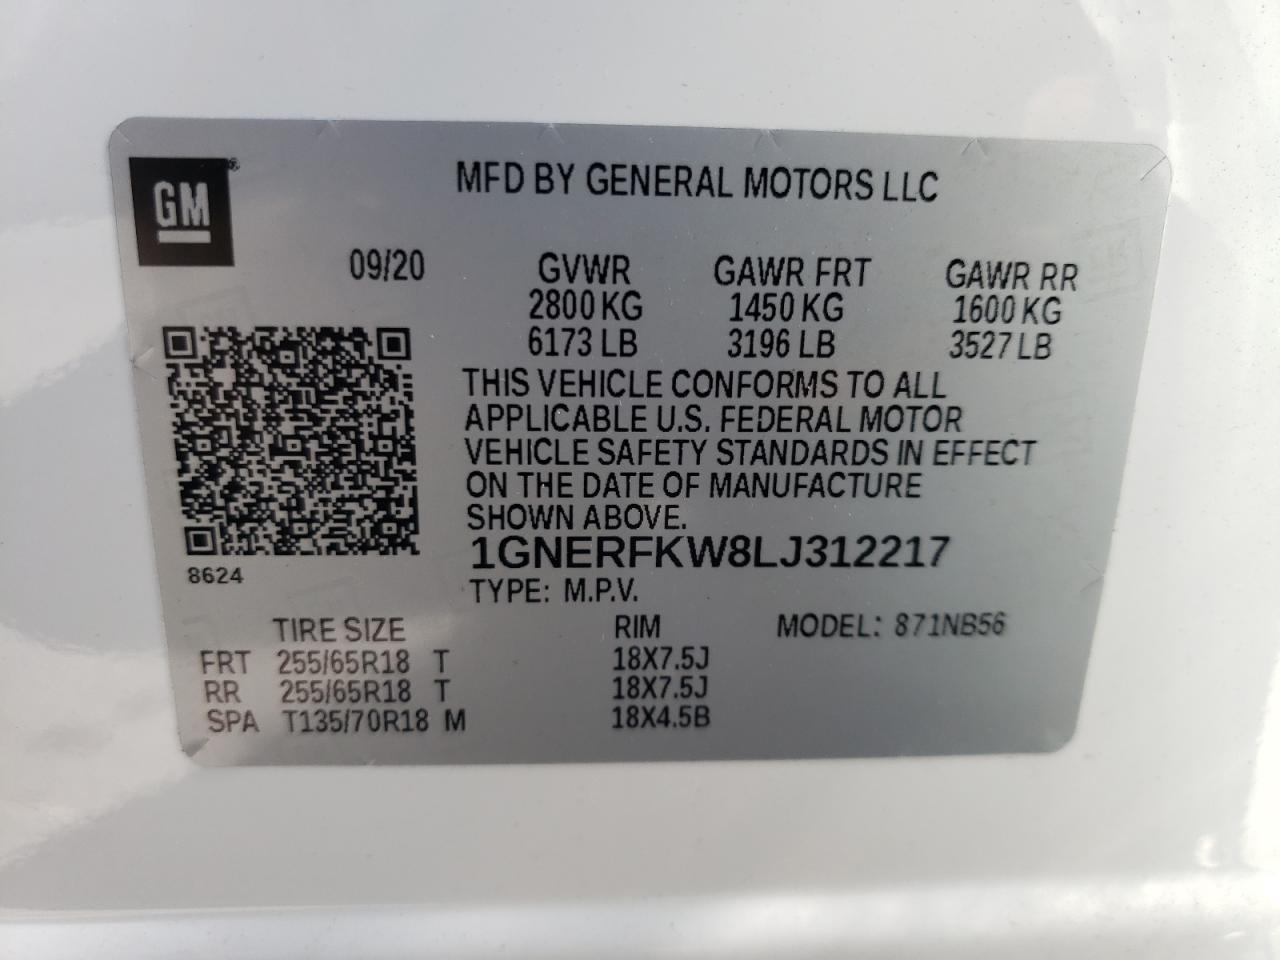 GM®
MFD BY GENERAL MOTORS LLC
09/20 GVWR GAWR FRT GAWR RR
2800 KG 1450 KG 1600 KG
6173 LB 3196 LB 3527 LB
THIS VEHICLE CONFORMS TO ALL
APPLICABLE U.S. FEDERAL MOTOR
VEHICLE SAFETY STANDARDS IN EFFECT
ON THE DATE OF MANUFACTURE
SHOWN ABOVE.
1GNERFKW8LJ312217
8624
TYPE: M.P.V.
TIRE SIZE RIM MODEL: 871NB56
FRT 255/65R18 T 18X7.5J
RR 255/65R18 T 18X7.5J
SPA T135/70R18 M 18X4.5B